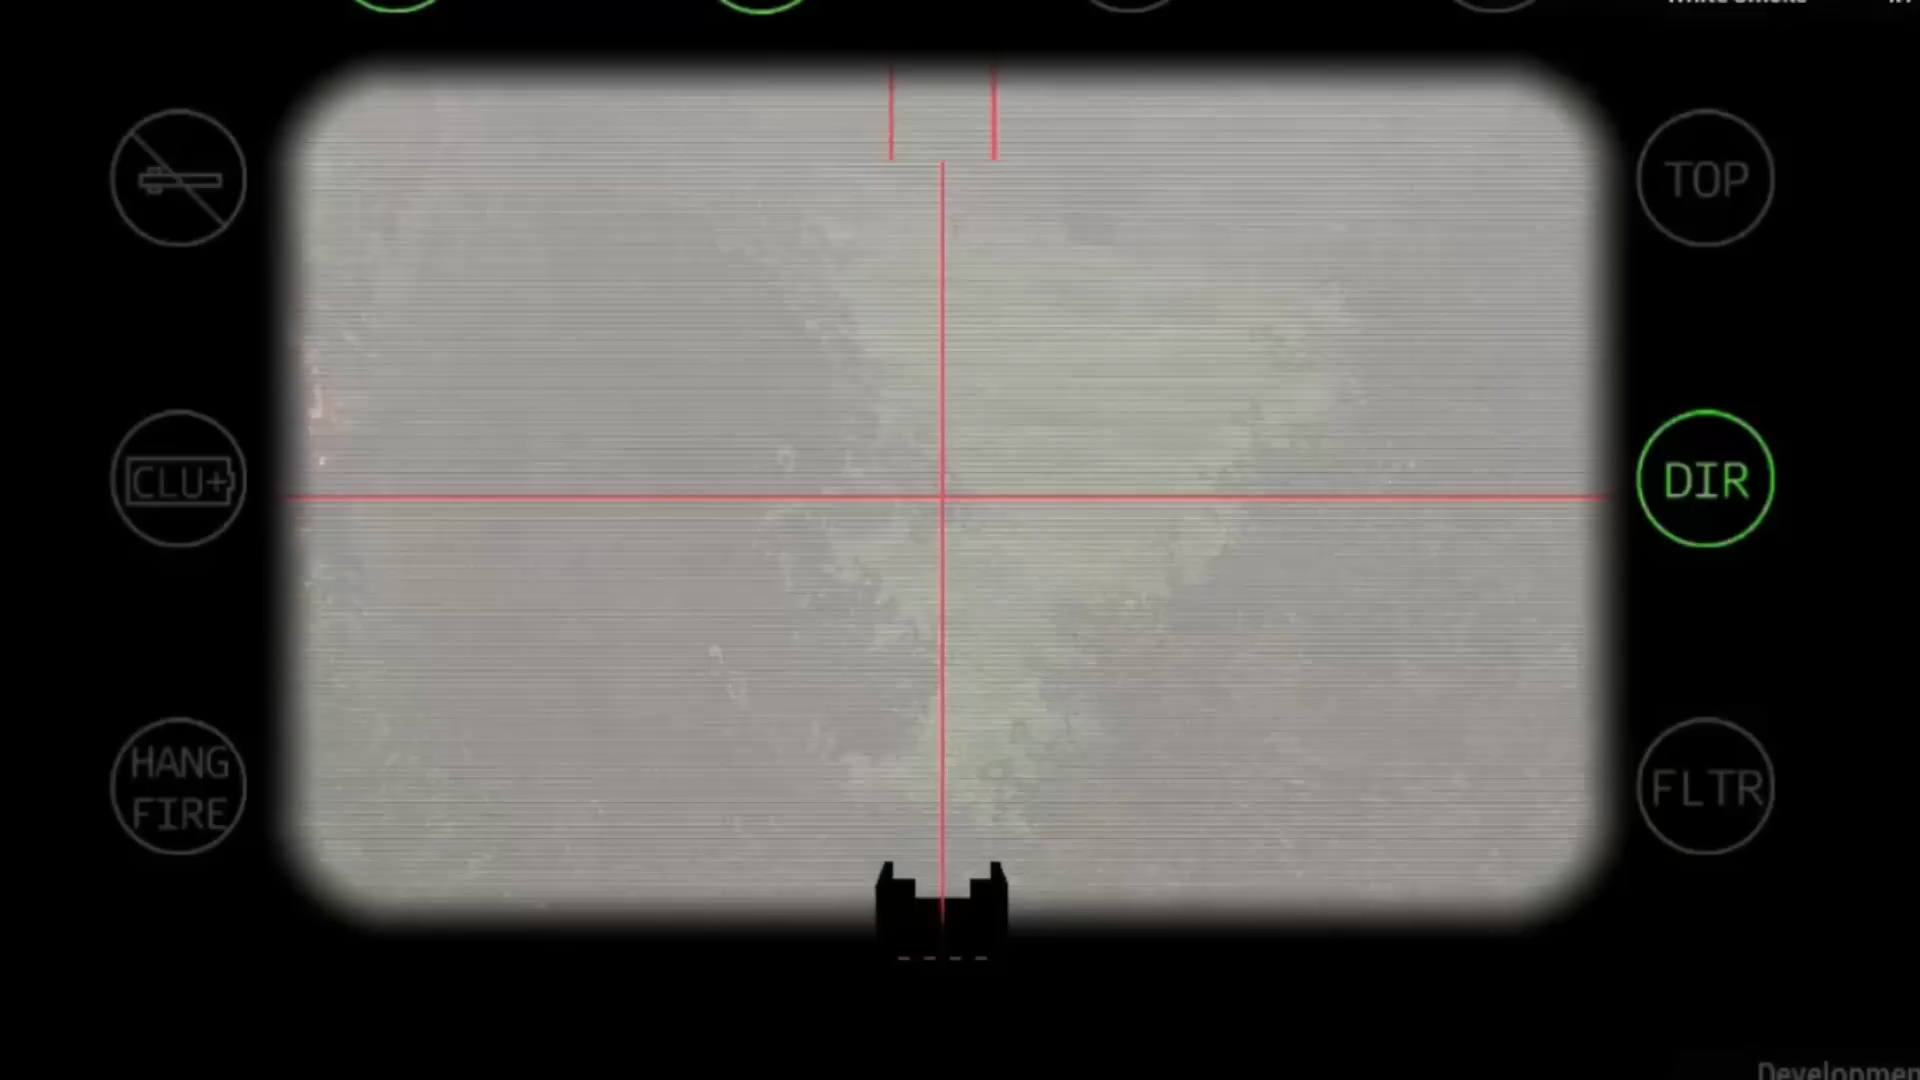 TOP
CLU+
DIR
HANG
FIRE
FLTR